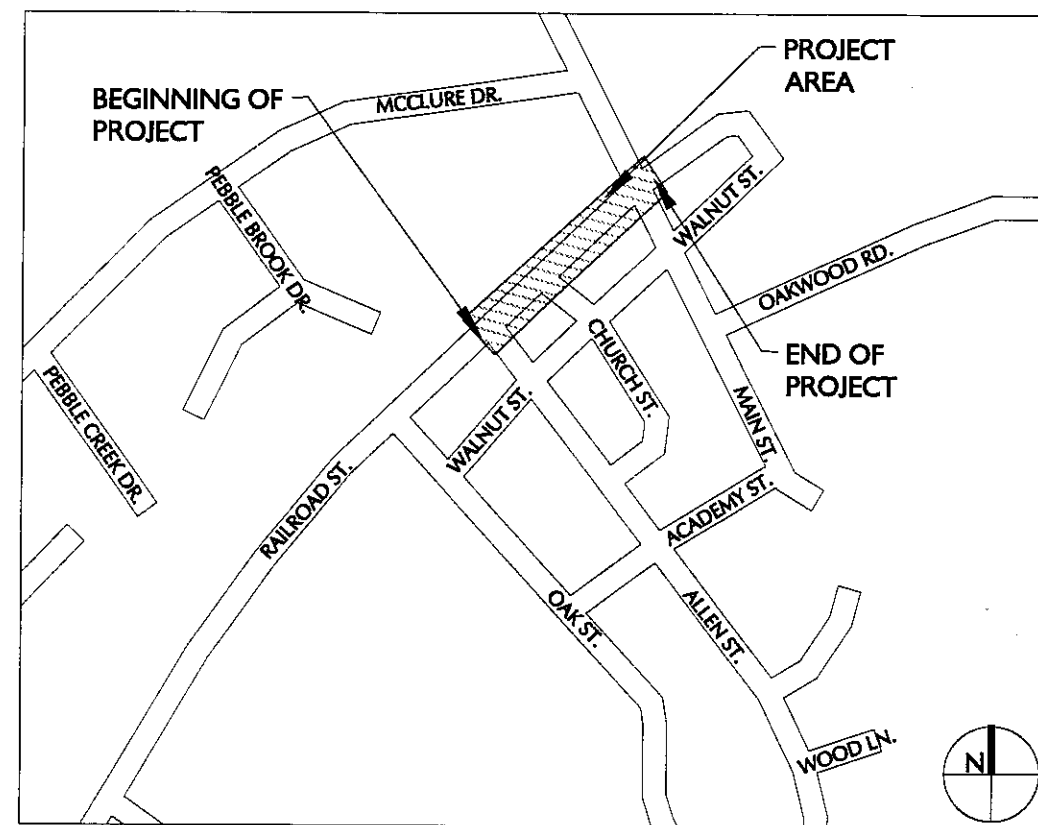 PROJECT
AREA
BEGINNING OF
PROJECT
MCCLURE DR.
PEBBLE BROOK DR.
WALNUT ST.
OAKWOOD RD.
CHURCH ST.
END OF
PROJECT
PEBBLE CREEK DR.
WALNUT ST.
MAIN ST.
RAILROAD ST.
ACADEMY ST.
OAK ST.
ALLEN ST.
WOOD LN.
N